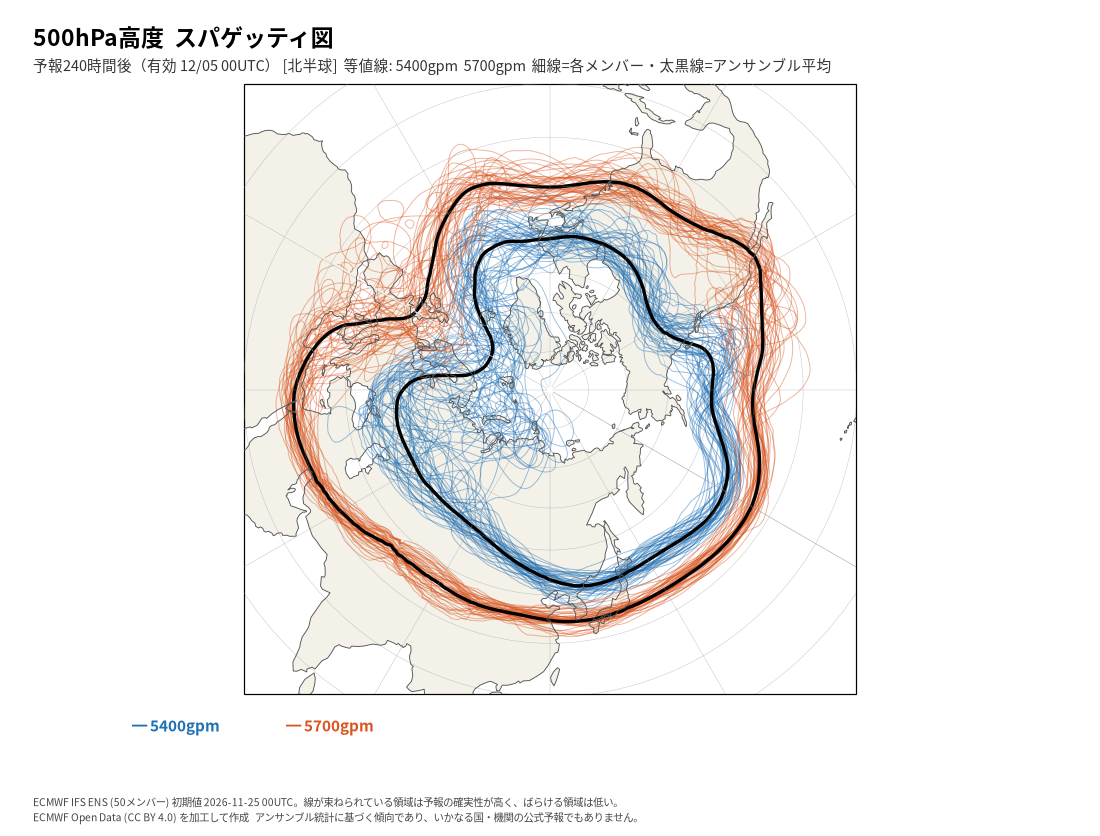 500hPa高度 スパゲッティ図
予報240時間後（有効 12/05 00UTC） [北半球] 等値線: 5400gpm 5700gpm 細線=各メンバー・太黒線=アンサンブル平均
5400gpm 5700gpm
ECMWF IFS ENS (50メンバー) 初期値 2026-11-25 00UTC。線が束ねられている領域は予報の確実性が高く、ばらける領域は低い。
ECMWF Open Data (CC BY 4.0) を加工して作成 アンサンブル統計に基づく傾向であり、いかなる国・機関の公式予報でもありません。